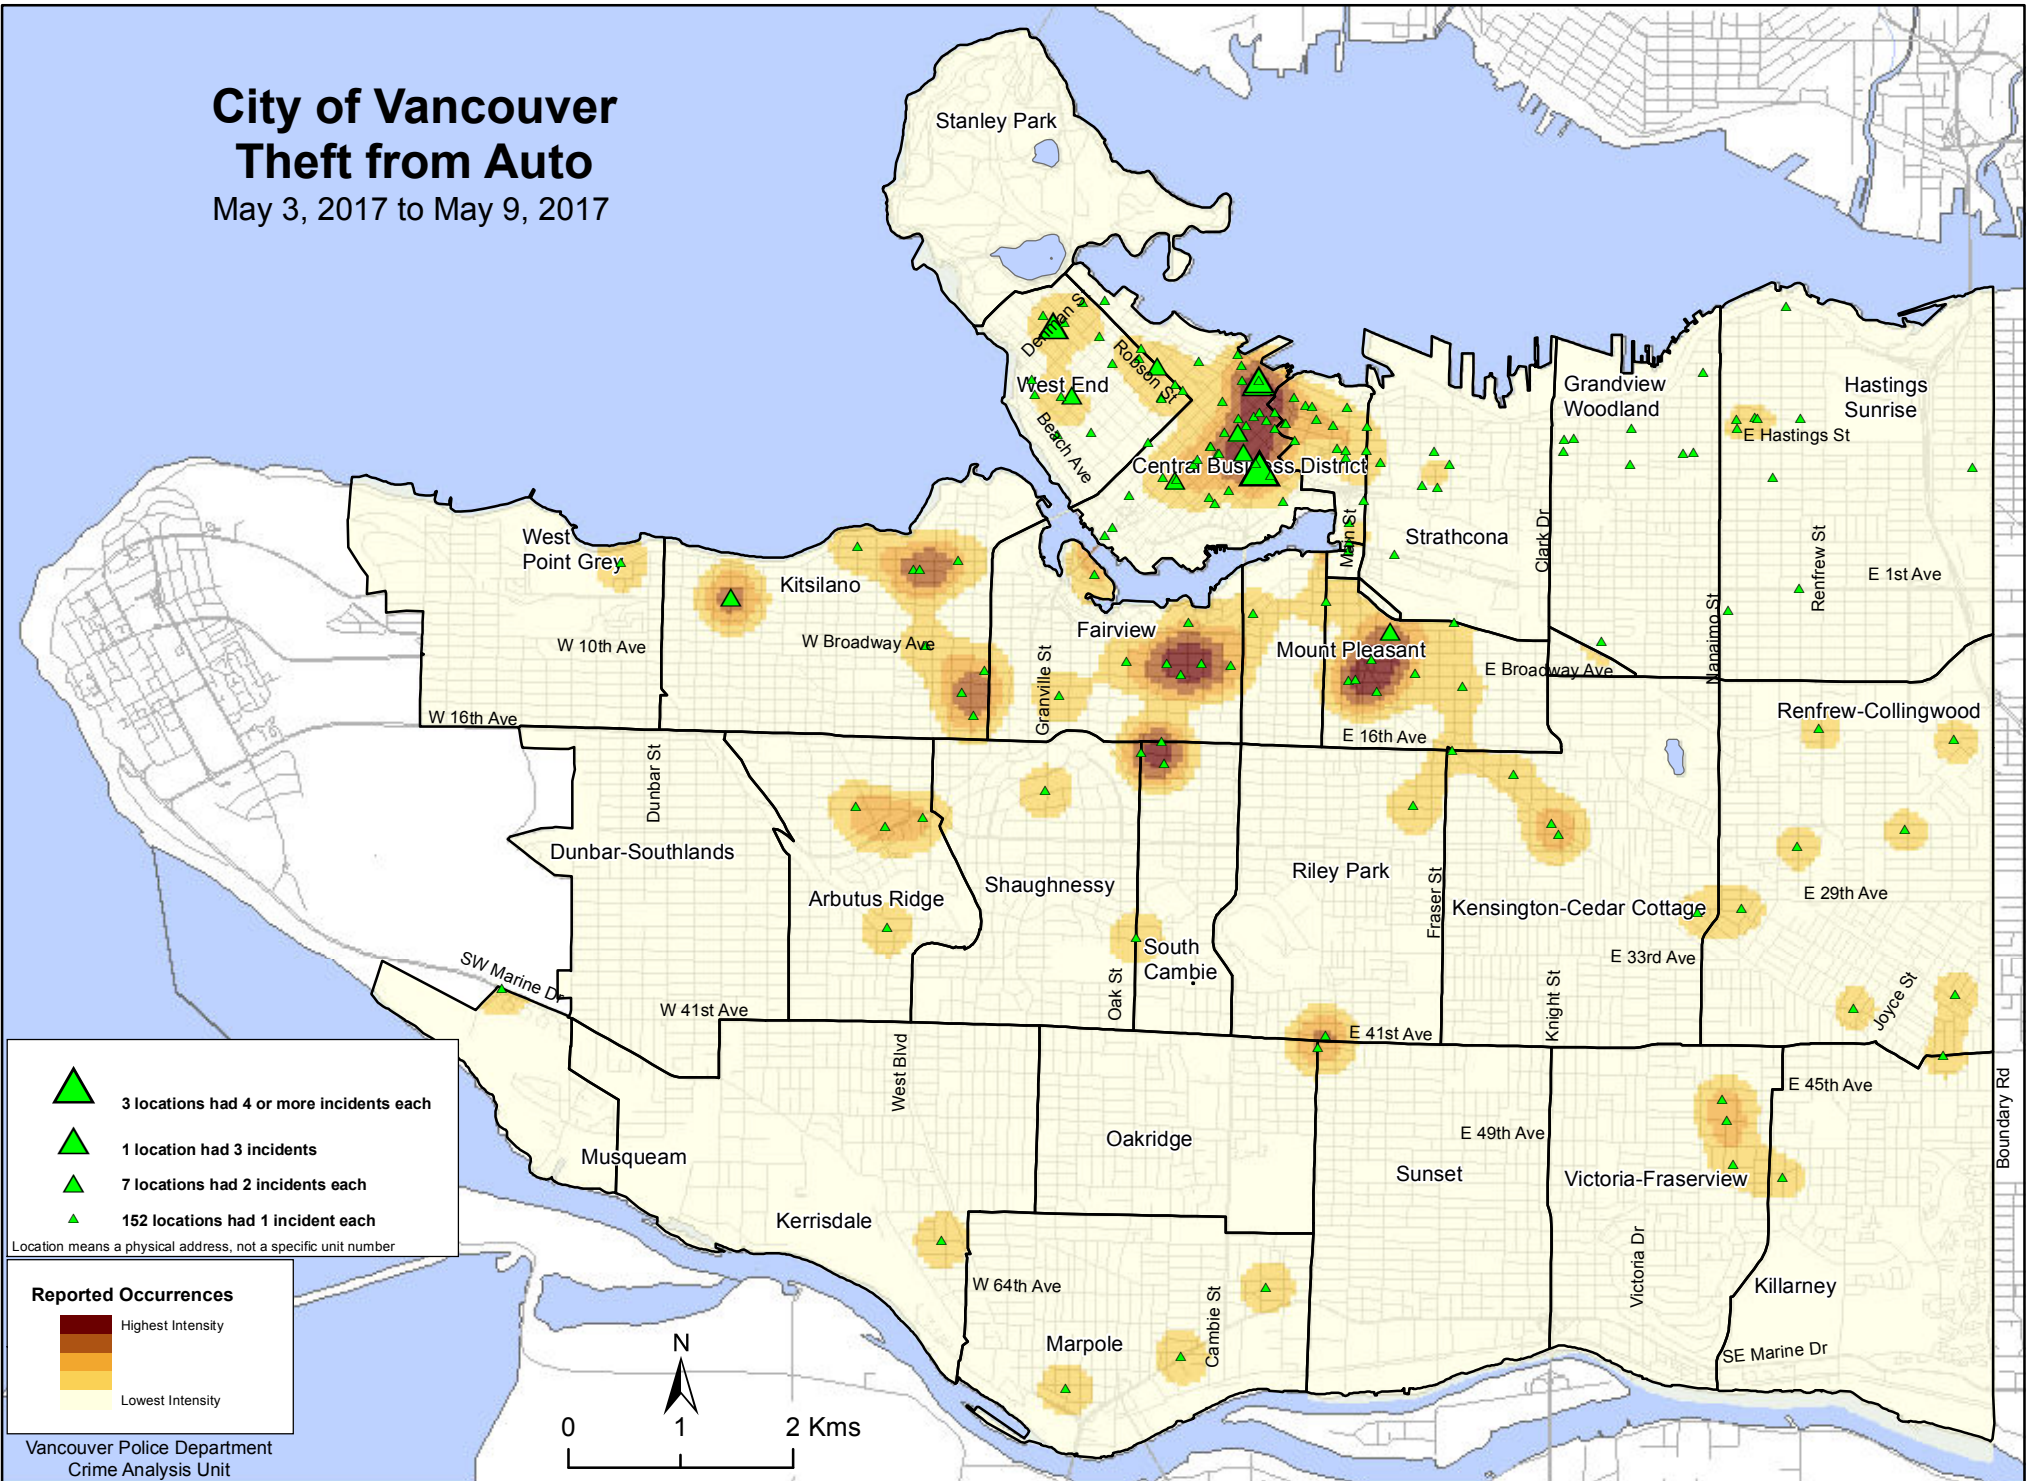 City of Vancouver
Theft from Auto
May 3, 2017 to May 9, 2017
Stanley Park
Denman St
Robson St
West End
Beach Ave
Central Business District
Grandview
Woodland
Hastings
Sunrise
E Hastings St
Strathcona
Main St
Clark Dr
Nanaimo St
Renfrew St
E 1st Ave
West
Point Grey
Kitsilano
W 10th Ave
W Broadway Ave
Fairview
Granville St
Mount Pleasant
E Broadway Ave
W 16th Ave
E 16th Ave
Renfrew-Collingwood
Dunbar St
Dunbar-Southlands
Arbutus Ridge
Shaughnessy
Riley Park
Fraser St
Kensington-Cedar Cottage
E 29th Ave
South
Cambie
Oak St
E 33rd Ave
Knight St
Joyce St
SW Marine Dr
W 41st Ave
E 41st Ave
West Blvd
E 45th Ave
Boundary Rd
Musqueam
Oakridge
E 49th Ave
Sunset
Victoria-Fraserview
Kerrisdale
W 64th Ave
Cambie St
Victoria Dr
Killarney
Marpole
SE Marine Dr
3 locations had 4 or more incidents each
1 location had 3 incidents
7 locations had 2 incidents each
152 locations had 1 incident each
Location means a physical address, not a specific unit number
Reported Occurrences
Highest Intensity
Lowest Intensity
Vancouver Police Department
Crime Analysis Unit
N
0 1 2 Kms